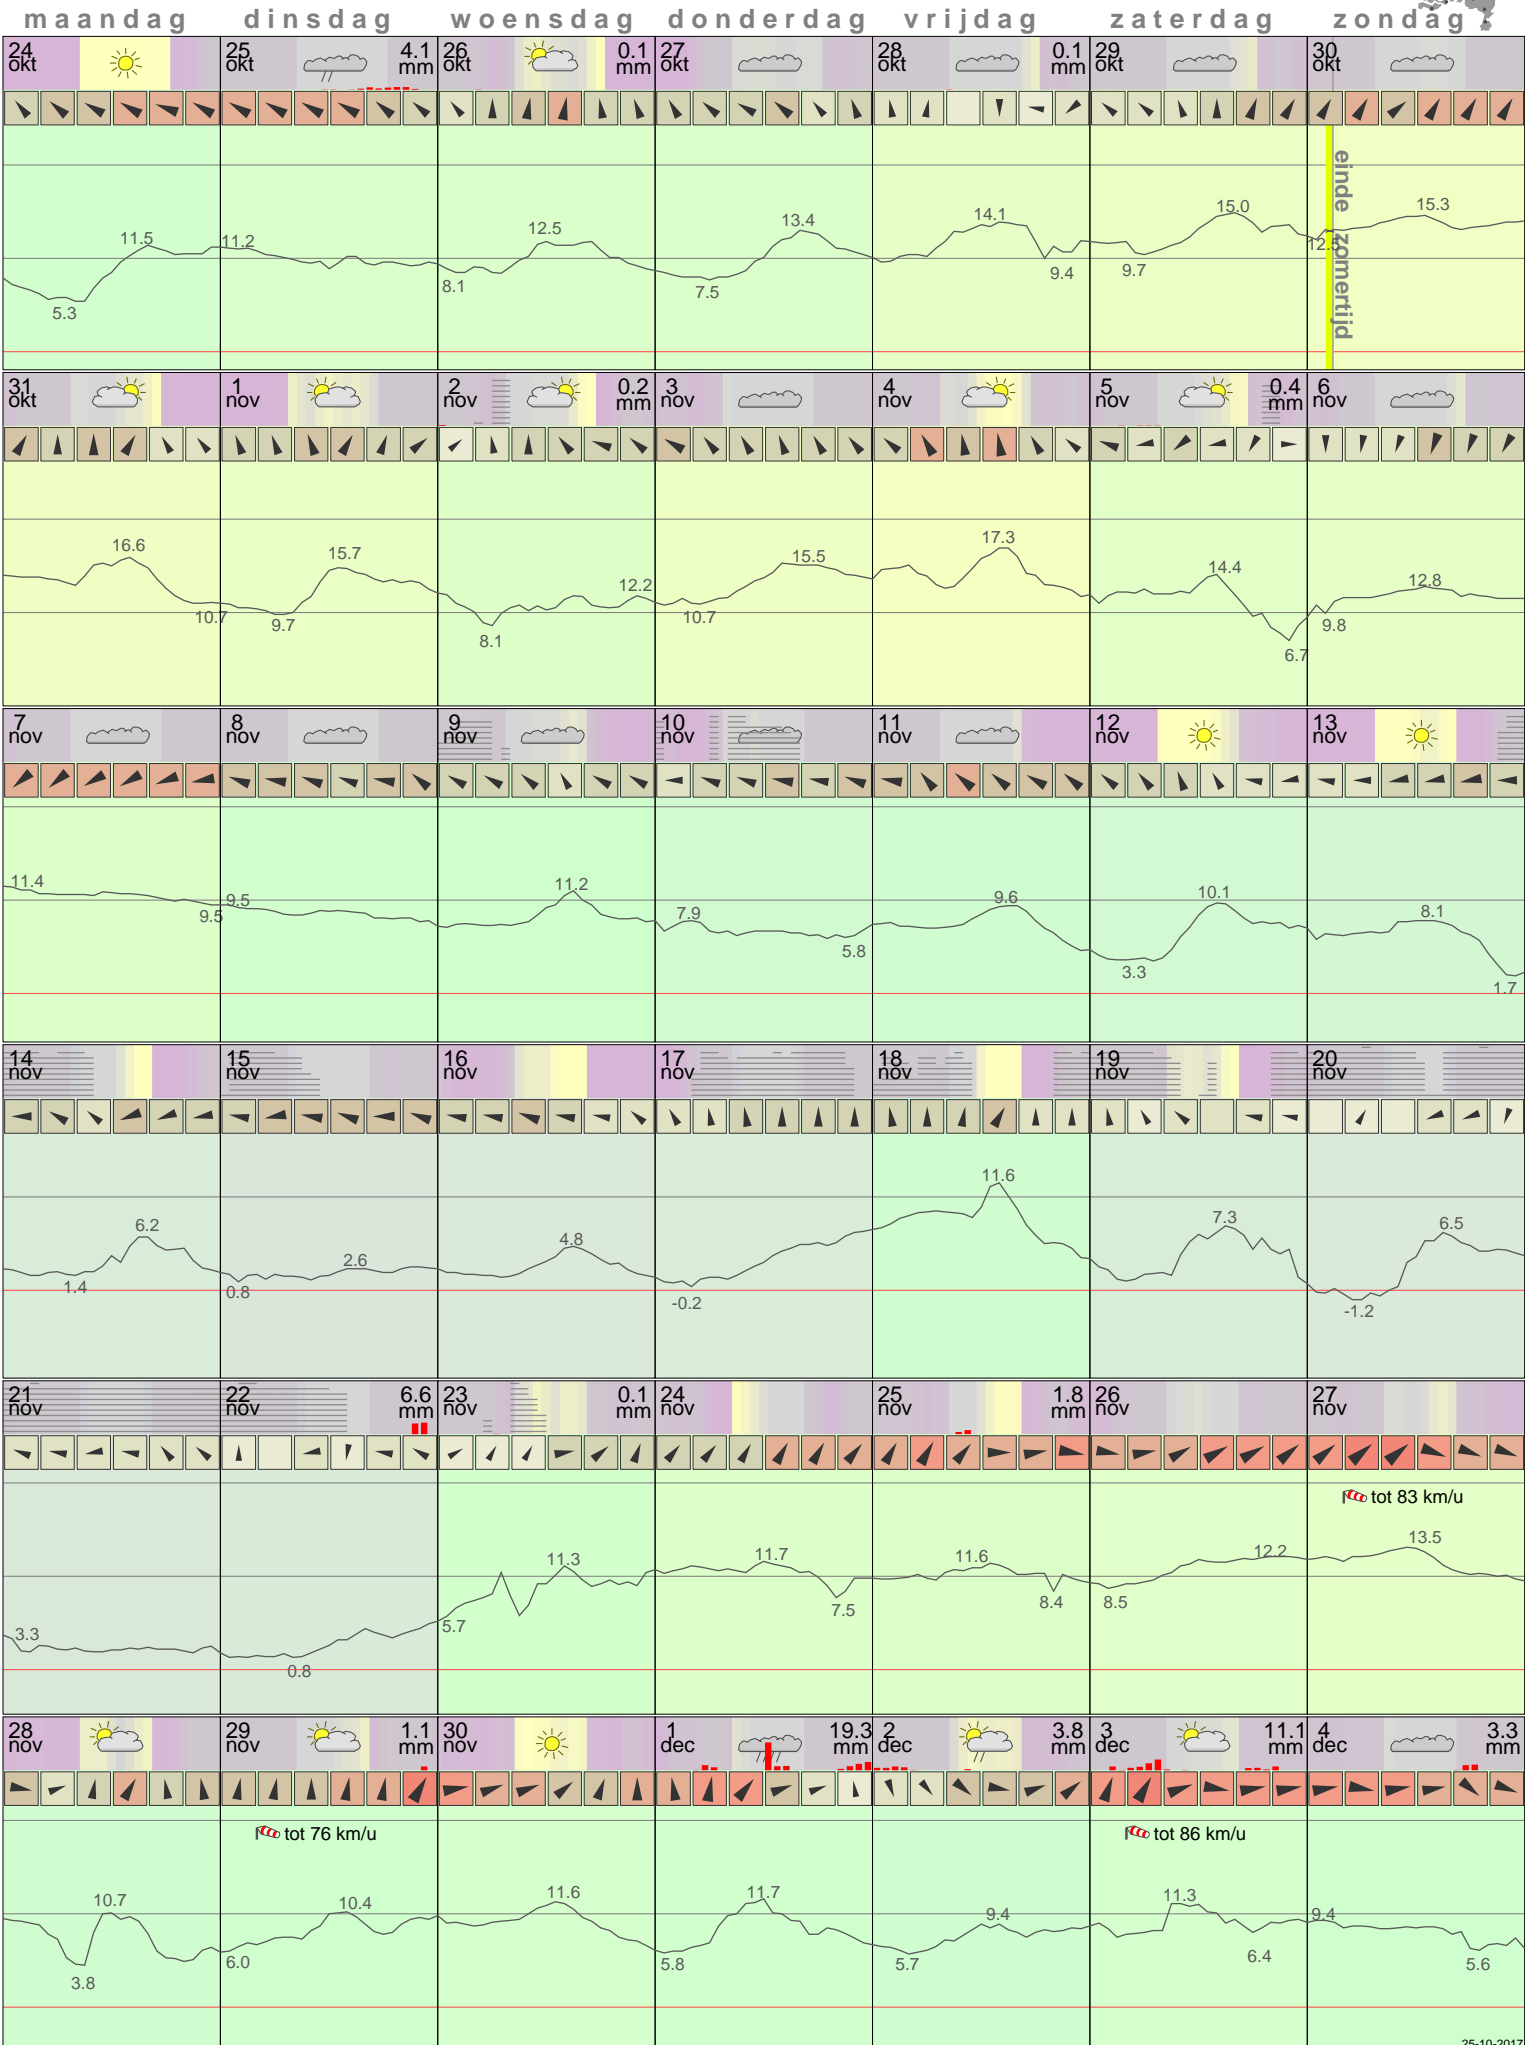 maandag dinsdag woensdag donderdag vrijdag zaterdag zondag
24 okt
25 okt 4.1 mm
26 okt 0.1 mm
27 okt
28 okt 0.1 mm
29 okt
30 okt
5.3 11.5 11.2 8.1 12.5 7.5 13.4 14.1 9.4 9.7 15.0 12.5 15.3
einde zomertijd
31 okt
1 nov
2 nov 0.2 mm
3 nov
4 nov
5 nov 0.4 mm
6 nov
16.6 10.7 9.7 15.7 8.1 12.2 10.7 15.5 17.3 14.4 6.7 9.8 12.8
7 nov
8 nov
9 nov
10 nov
11 nov
12 nov
13 nov
11.4 9.5 9.5 11.2 7.9 5.8 9.6 3.3 10.1 8.1 1.7
14 nov
15 nov
16 nov
17 nov
18 nov
19 nov
20 nov
1.4 6.2 0.8 2.6 4.8 -0.2 11.6 7.3 -1.2 6.5
21 nov
22 nov 6.6 mm
23 nov 0.1 mm
24 nov
25 nov 1.8 mm
26 nov
27 nov
tot 83 km/u
3.3 0.8 5.7 11.3 11.7 7.5 11.6 8.4 8.5 12.2 13.5
28 nov
29 nov 1.1 mm
30 nov
1 dec 19.3 mm
2 dec 3.8 mm
3 dec 11.1 mm
4 dec 3.3 mm
tot 76 km/u
tot 86 km/u
3.8 10.7 6.0 10.4 11.6 5.8 11.7 5.7 9.4 11.3 6.4 9.4 5.6
25-10-2017